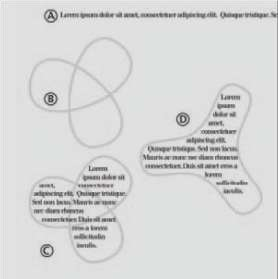 A Lorem ipsum dolor sit amet, consectetuer adipiscing elit. Quisque tristique. Sc
B
D
Lorem
ipsum
dolor sit
amet,
consectetuer
adipiscing elit.
Quisque tristique. Sed non lacus.
Mauris ac nunc nec diam rhoncus
consectetuer. Duis sit amet eros a
lorem
sollicitudin
iaculis.
Lorem
ipsum dolor sit
amet, consectetuer
adipiscing elit. Quisque tristique.
Sed non lacus. Mauris ac nunc
nec diam rhoncus
consectetuer. Duis sit amet
eros a lorem
sollicitudin
iaculis.
C